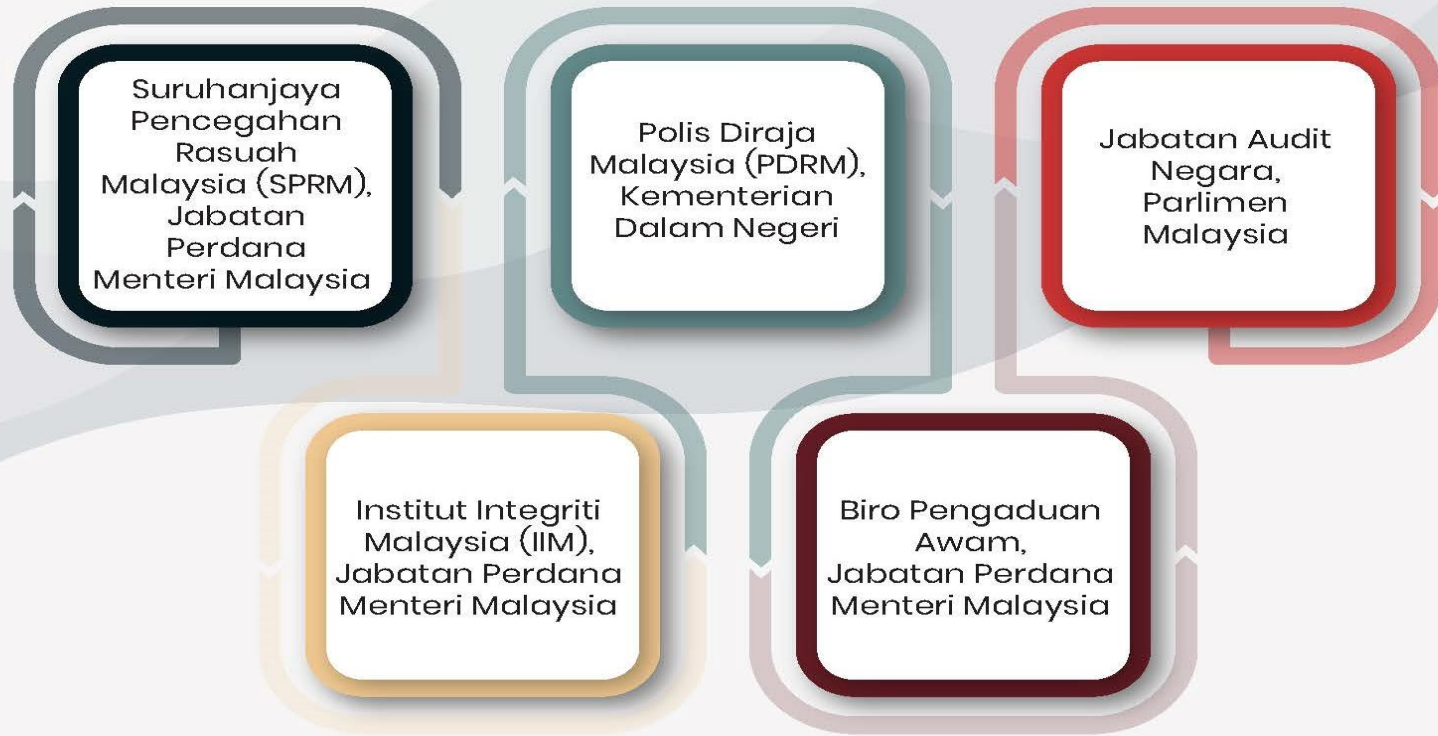 Suruhanjaya
Pencegahan
Rasuah
Malaysia (SPRM),
Jabatan
Perdana
Menteri Malaysia
Polis Diraja
Malaysia (PDRM),
Kementerian
Dalam Negeri
Jabatan Audit
Negara,
Parlimen
Malaysia
Institut Integriti
Malaysia (IIM),
Jabatan Perdana
Menteri Malaysia
Biro Pengaduan
Awam,
Jabatan Perdana
Menteri Malaysia